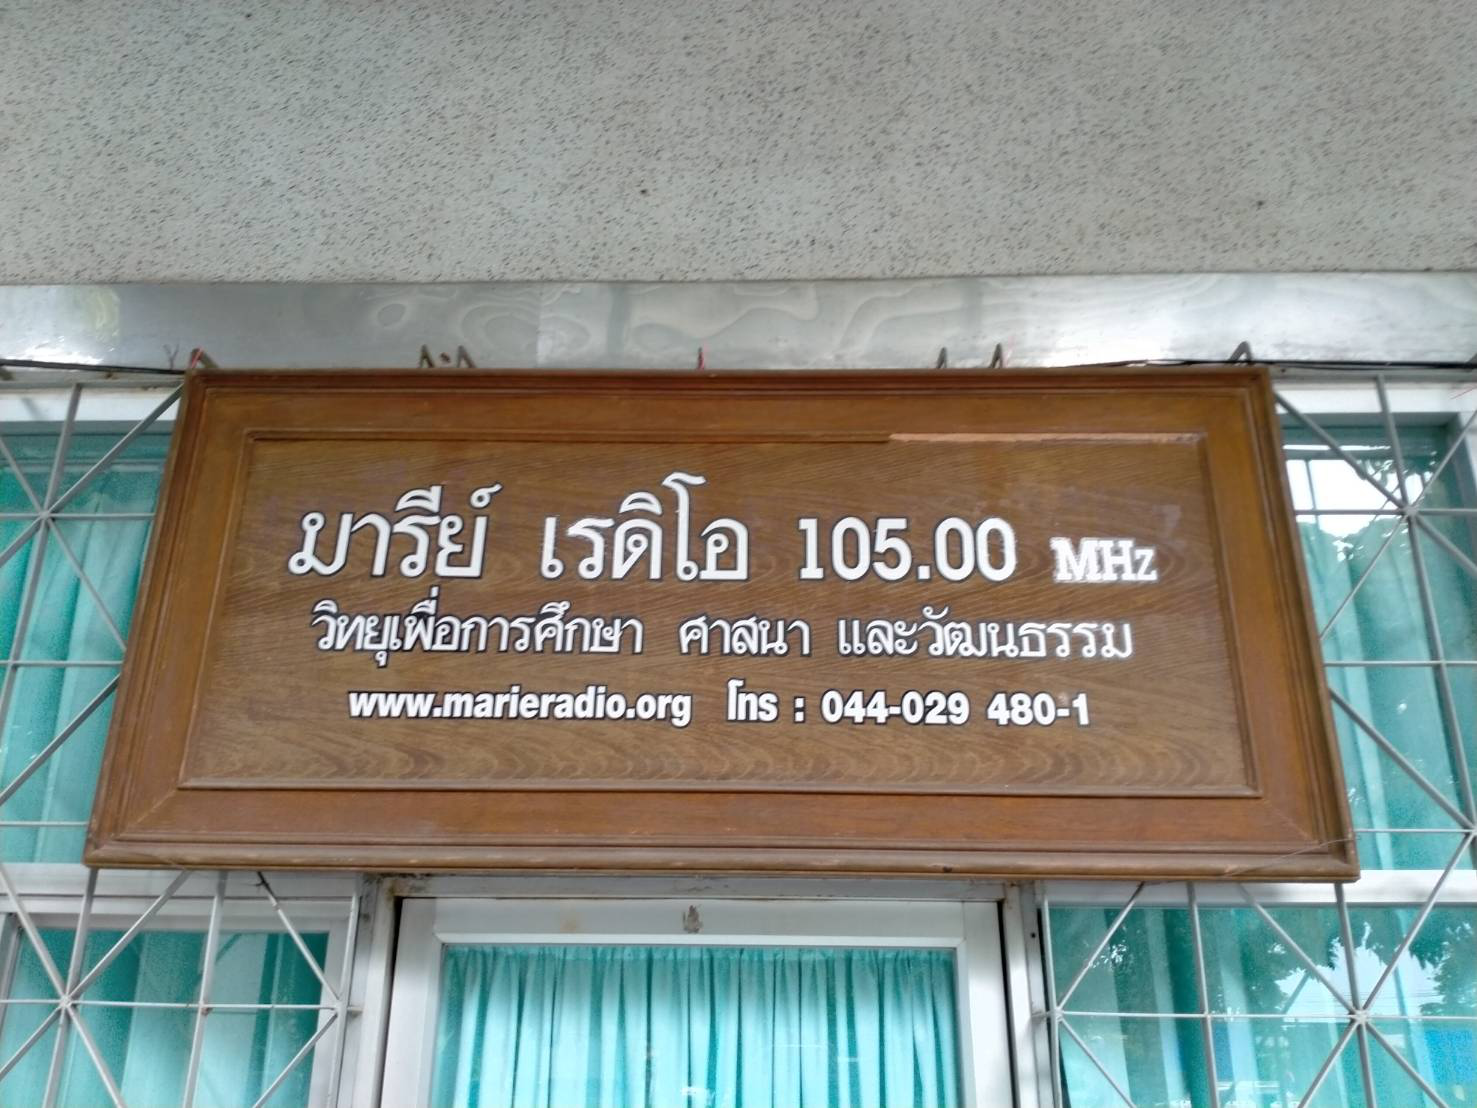 มารีย์ เรดิโอ 105.00 MHz
วิทยุเพื่อการศึกษา ศาสนา และวัฒนธรรม
www.marieradio.org โทร : 044-029 480-1